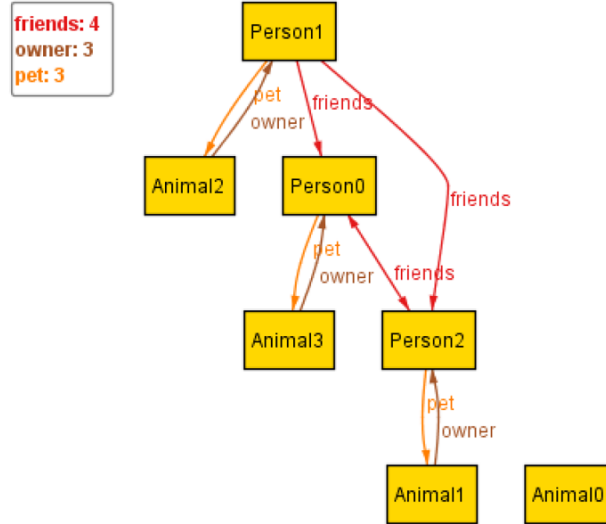 friends: 4
owner: 3
pet: 3
Person1
pet
friends
owner
Animal2
Person0
friends
pet
owner
friends
Animal3
Person2
pet
owner
Animal1
Animal0